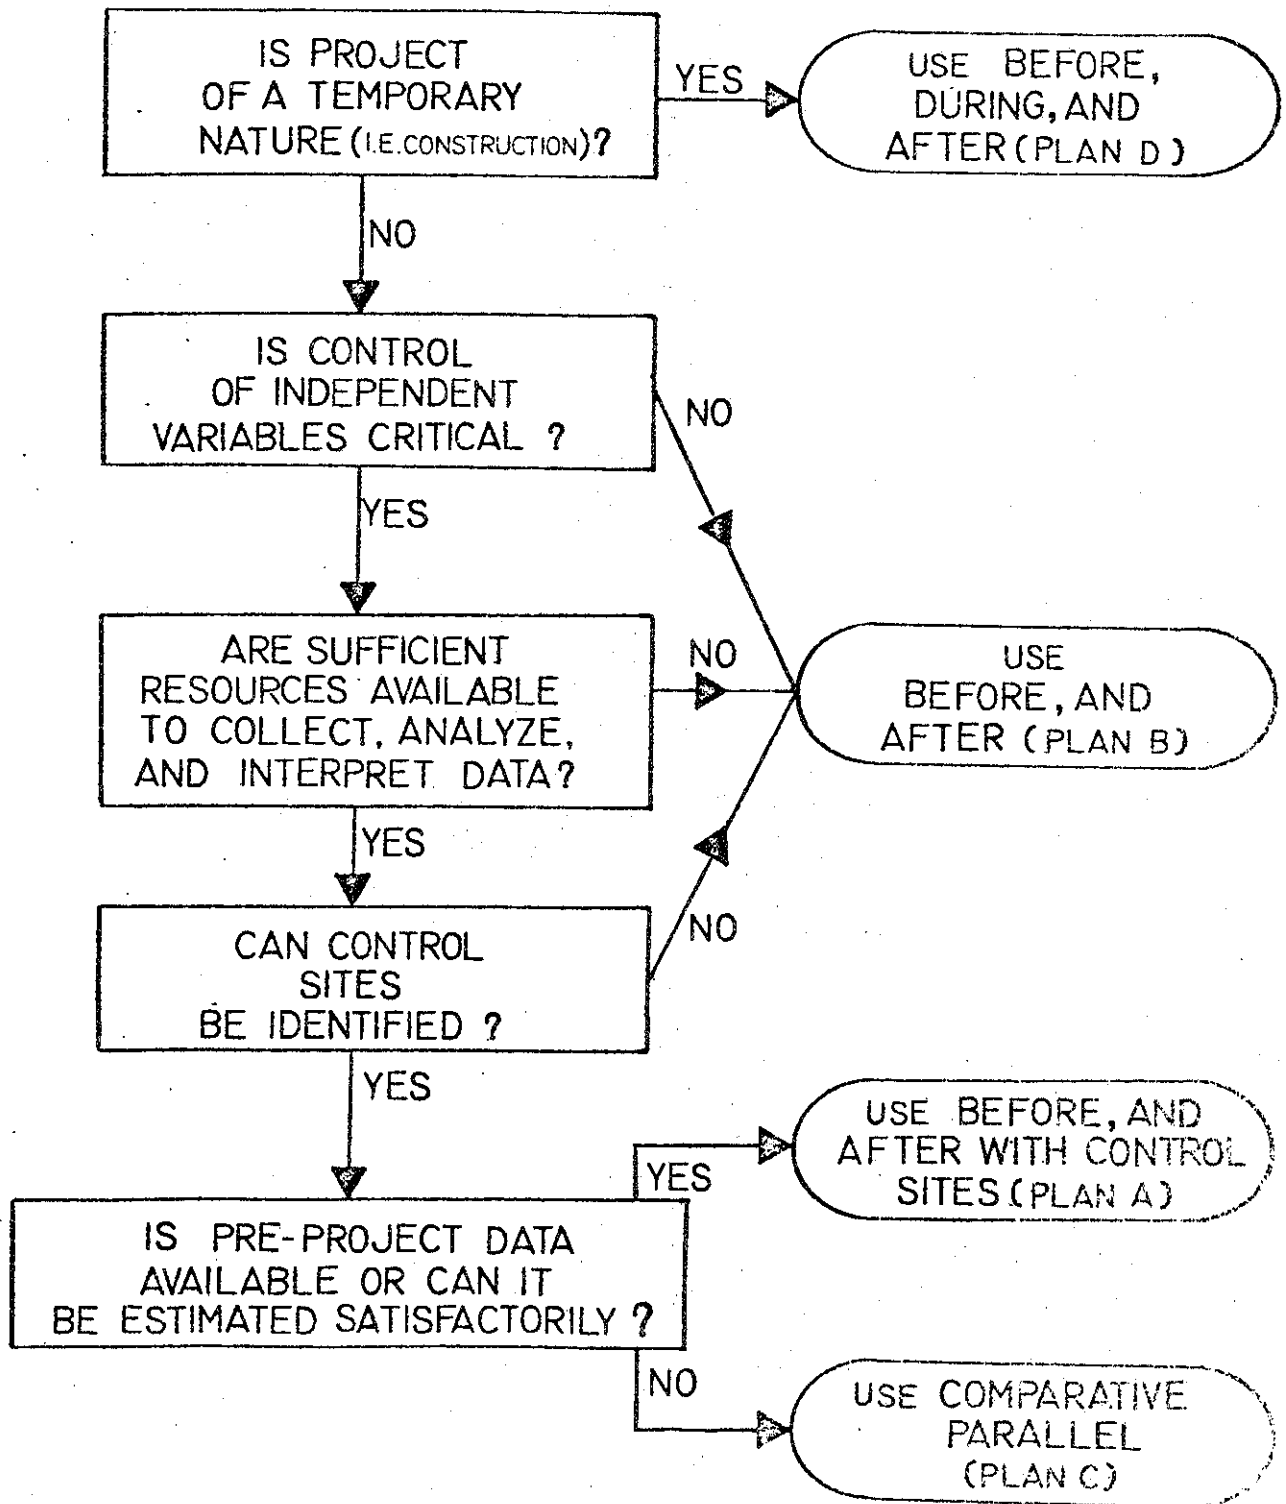 IS PROJECT
OF A TEMPORARY
NATURE (I.E. CONSTRUCTION)?
YES
USE BEFORE,
DURING, AND
AFTER (PLAN D)
NO
IS CONTROL
OF INDEPENDENT
VARIABLES CRITICAL ?
NO
YES
ARE SUFFICIENT
RESOURCES AVAILABLE
TO COLLECT, ANALYZE,
AND INTERPRET DATA?
NO
USE
BEFORE, AND
AFTER (PLAN B)
YES
CAN CONTROL
SITES
BE IDENTIFIED ?
NO
YES
IS PRE-PROJECT DATA
AVAILABLE OR CAN IT
BE ESTIMATED SATISFACTORILY ?
YES
USE BEFORE, AND
AFTER WITH CONTROL
SITES (PLAN A)
NO
USE COMPARATIVE
PARALLEL
(PLAN C)